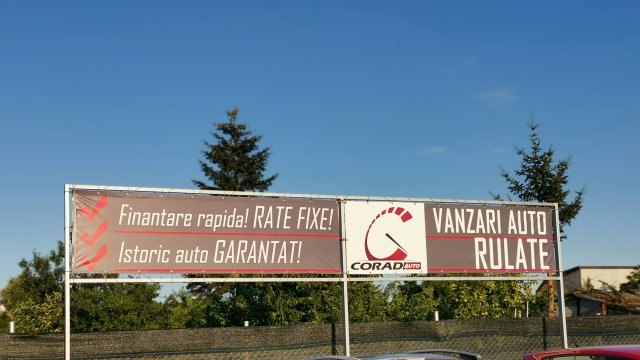 Finantare rapida! RATE FIXE!
Istoric auto GARANTAT!
CORAD AUTO
VANZARI AUTO
RULATE